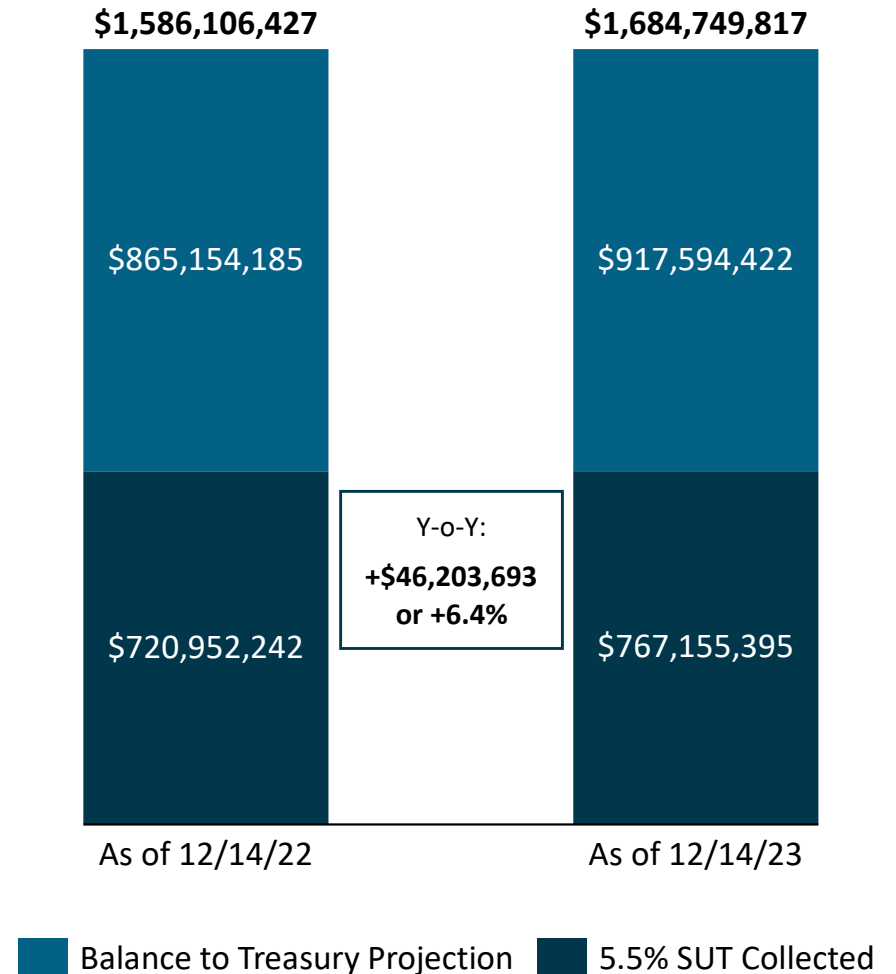 $1,586,106,427
$1,684,749,817
$865,154,185
$917,594,422
Y-o-Y:
+$46,203,693
or +6.4%
$720,952,242
$767,155,395
As of 12/14/22
As of 12/14/23
Balance to Treasury Projection
5.5% SUT Collected